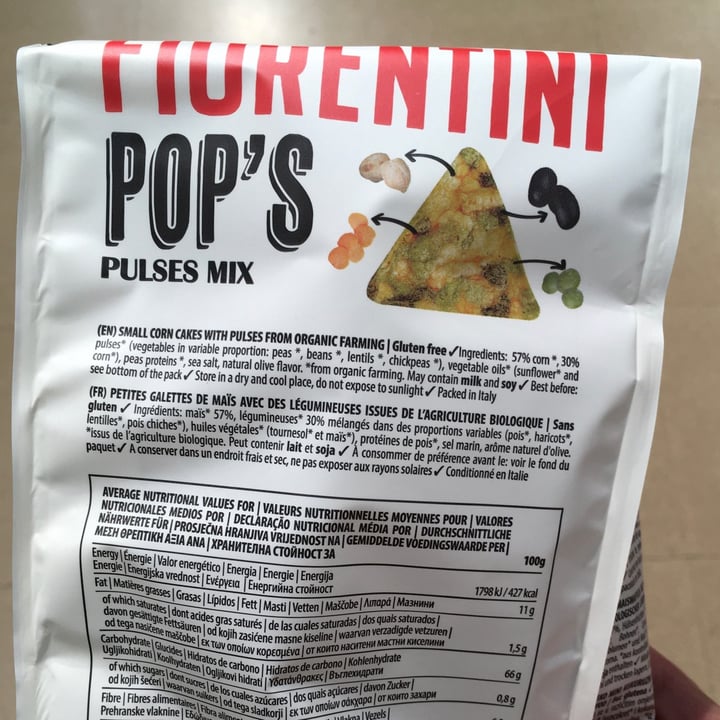 FIORENTINI
POP'S
PULSES MIX
(EN) SMALL CORN CAKES WITH PULSES FROM ORGANIC FARMING | Gluten free ✓ Ingredients: 57% corn *, 30%
pulses* (vegetables in variable proportion: peas *, beans *, lentils *, chickpeas *), vegetable oils* (sunflower* and
corn*), peas proteins *, sea salt, natural olive flavor. *from organic farming. May contain milk and soy ✓ Best before:
see bottom of the pack ✓ Store in a dry and cool place, do not expose to sunlight ✓ Packed in Italy
(FR) PETITES GALETTES DE MAÏS AVEC DES LÉGUMINEUSES ISSUES DE L'AGRICULTURE BIOLOGIQUE | Sans
gluten ✓ Ingrédients: maïs* 57%, légumineuses* 30% mélangés dans des proportions variables (pois*, haricots*,
lentilles*, pois chiches*), huiles végétales* (tournesol* et maïs*), protéines de pois*, sel marin, arôme naturel d'olive.
*issus de l'agriculture biologique. Peut contenir lait et soja ✓ À consommer de préférence avant le: voir le fond du
paquet ✓ A conserver dans un endroit frais et sec, ne pas exposer aux rayons solaires ✓ Conditionné en Italie
AVERAGE NUTRITIONAL VALUES FOR | VALEURS NUTRITIONNELLES MOYENNES POUR | VALORES
NUTRICIONALES MEDIOS POR | DECLARAÇÃO NUTRICIONAL MÉDIA POR | DURCHSCHNITTLICHE
NÄHRWERTE FÜR | PROSJEČNA HRANJIVA VRIJEDNOST NA | GEMIDDELDE VOEDINGSWAARDE PER |
ΜΕΣΗ ΘΡΕΠΤΙΚΗ ΑΞΙΑ ΑΝΑ | ХРАНИТЕЛНА СТОЙНОСТ ЗА 100g
Energy | Énergie | Valor energético | Energia | Energie | Energija
Energie | Energijska vrednost | Ενέργεια | Енергийна стойност 1798 kJ / 427 kcal
Fat | Matières grasses | Grasas | Lípidos | Fett | Masti | Vetten | Maščobe | Λιπαρά | Мазнини 11 g
of which saturates | dont acides gras saturés | de las cuales saturadas | dos quais saturados |
davon gesättigte Fettsäuren | od kojih zasićene masne kiseline | waarvan verzadigde vetzuren |
od tega nasičene maščobe | εκ των οποίων κορεσμένα | от които наситени мастни киселини 1,5 g
Carbohydrate | Glucides | Hidratos de carbono | Hidratos de carbono | Kohlenhydrate
Ugljikohidrati | Koolhydraten | Ogljikovi hidrati | Υδατάνθρακες | Въглехидрати 66 g
of which sugars | dont sucres | de los cuales azúcares | dos quais açúcares | davon Zucker |
od kojih šećeri | waarvan suikers | od tega sladkorji | εκ των οποίων σάκχαρα | от които захари 0,8 g
Fibre | Fibres alimentaires | Fibra
Prehranske vlaknine | Vezels |